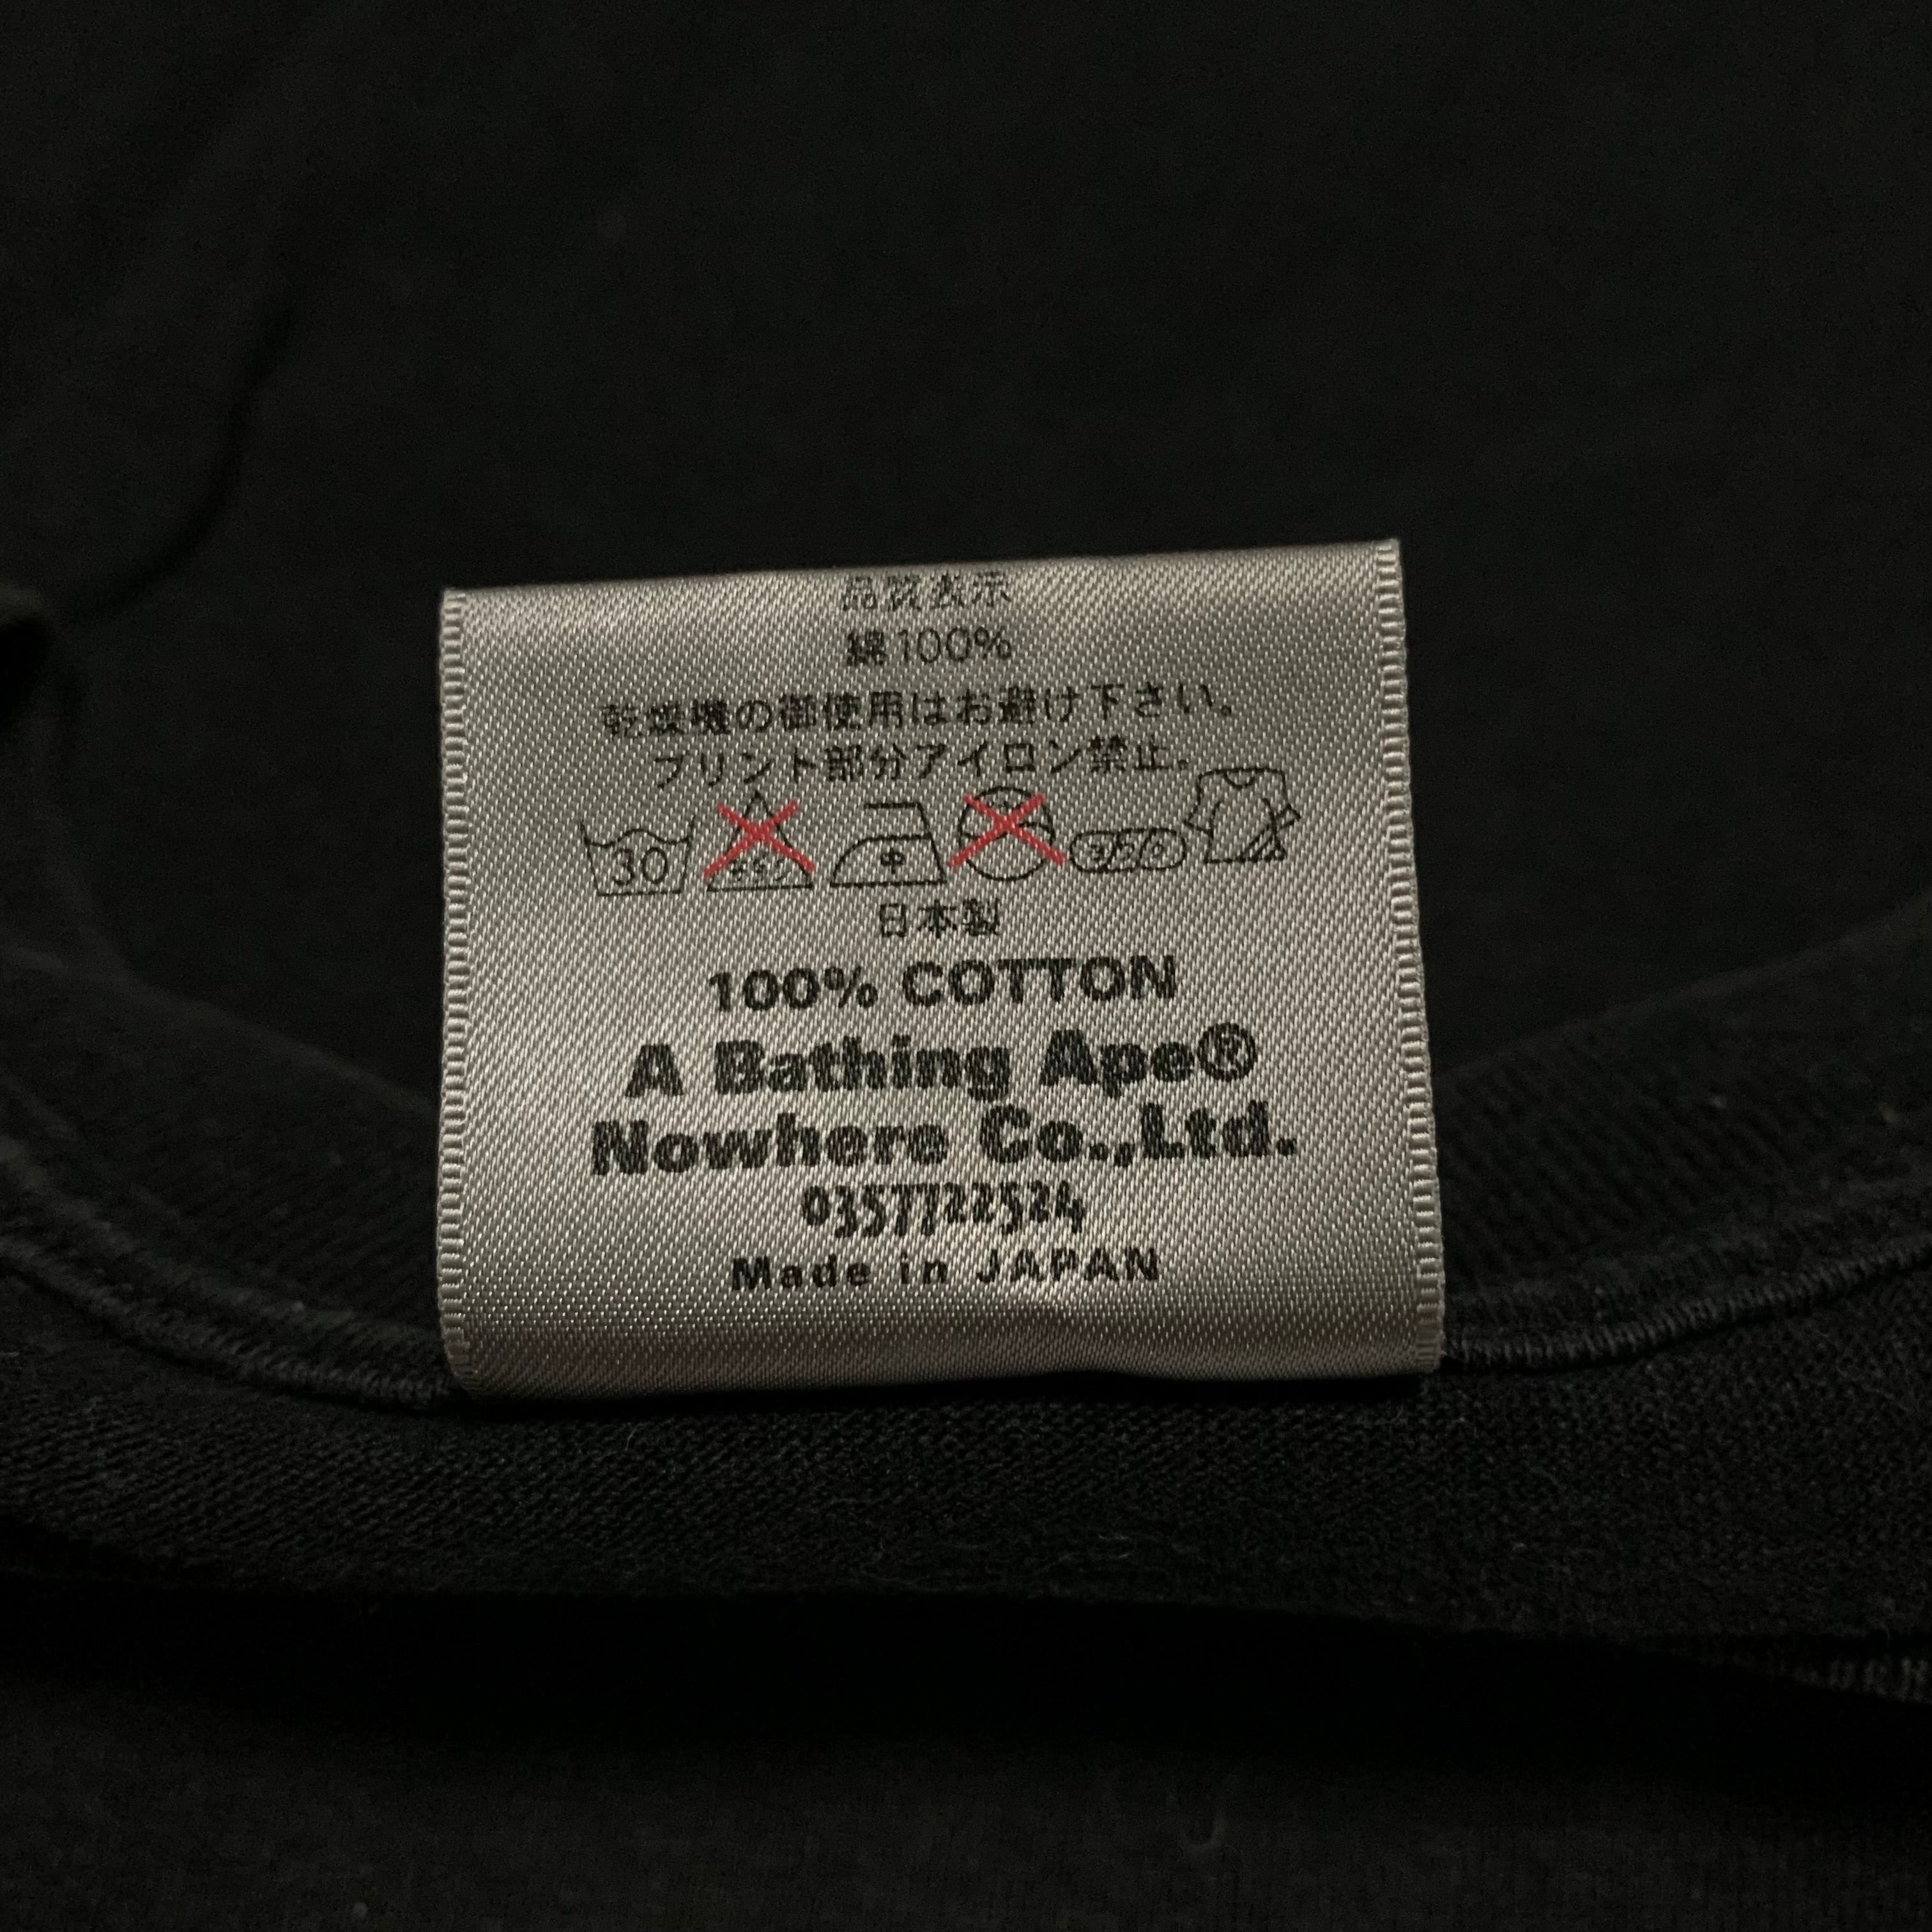 品質表示
綿100%
乾燥機の御使用はお避け下さい。
プリント部分アイロン禁止。
30 中
日本製
100% COTTON
A Bathing Ape®
Nowhere Co.,Ltd.
0357722524
Made in JAPAN